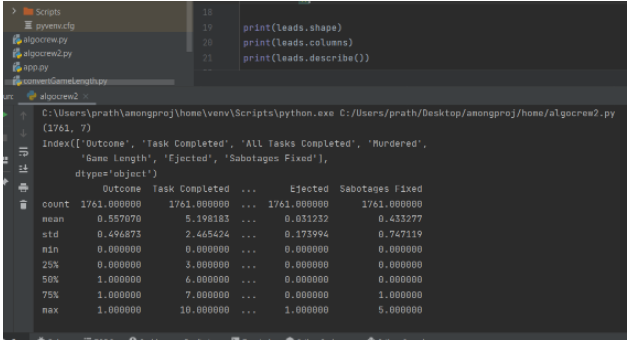 Scripts
pyvenv.cfg
algocrew.py
algocrew2.py
app.py
convertGameLength.py
18
19 print(leads.shape)
20 print(leads.columns)
21 print(leads.describe())
algocrew2 ×
C:\Users\prath\amongproj\home\venv\Scripts\python.exe C:/Users/prath/Desktop/amongproj/home/algocrew2.py
(1761, 7)
Index(['Outcome', 'Task Completed', 'All Tasks Completed', 'Murdered',
'Game Length', 'Ejected', 'Sabotages Fixed'],
dtype='object')
Outcome Task Completed ... Ejected Sabotages Fixed
count 1761.000000 1761.000000 ... 1761.000000 1761.000000
mean 0.557070 5.198183 ... 0.031232 0.433277
std 0.496873 2.465424 ... 0.173994 0.747119
min 0.000000 0.000000 ... 0.000000 0.000000
25% 0.000000 3.000000 ... 0.000000 0.000000
50% 1.000000 6.000000 ... 0.000000 0.000000
75% 1.000000 7.000000 ... 0.000000 1.000000
max 1.000000 10.000000 ... 1.000000 5.000000